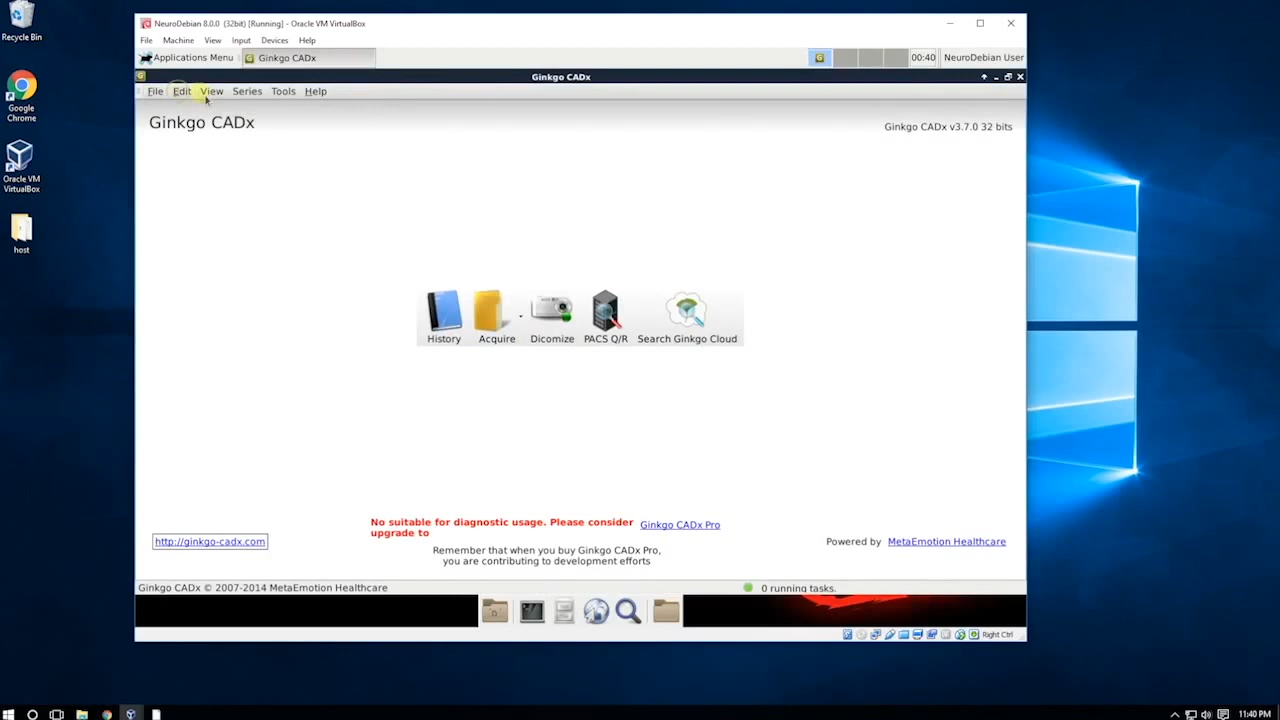 Recycle Bin
Google
Chrome
Oracle VM
VirtualBox
host
NeuroDebian 8.0.0 (32bit) [Running] - Oracle VM VirtualBox
File Machine View Input Devices Help
Applications Menu Ginkgo CADx 00:40 NeuroDebian User
Ginkgo CADx
File Edit View Series Tools Help
Ginkgo CADx
Ginkgo CADx v3.7.0 32 bits
History Acquire Dicomize PACS Q/R Search Ginkgo Cloud
No suitable for diagnostic usage. Please consider Ginkgo CADx Pro
upgrade to
http://ginkgo-cadx.com
Powered by MetaEmotion Healthcare
Remember that when you buy Ginkgo CADx Pro,
you are contributing to development efforts
Ginkgo CADx © 2007-2014 MetaEmotion Healthcare
0 running tasks.
Right Ctrl
11:40 PM